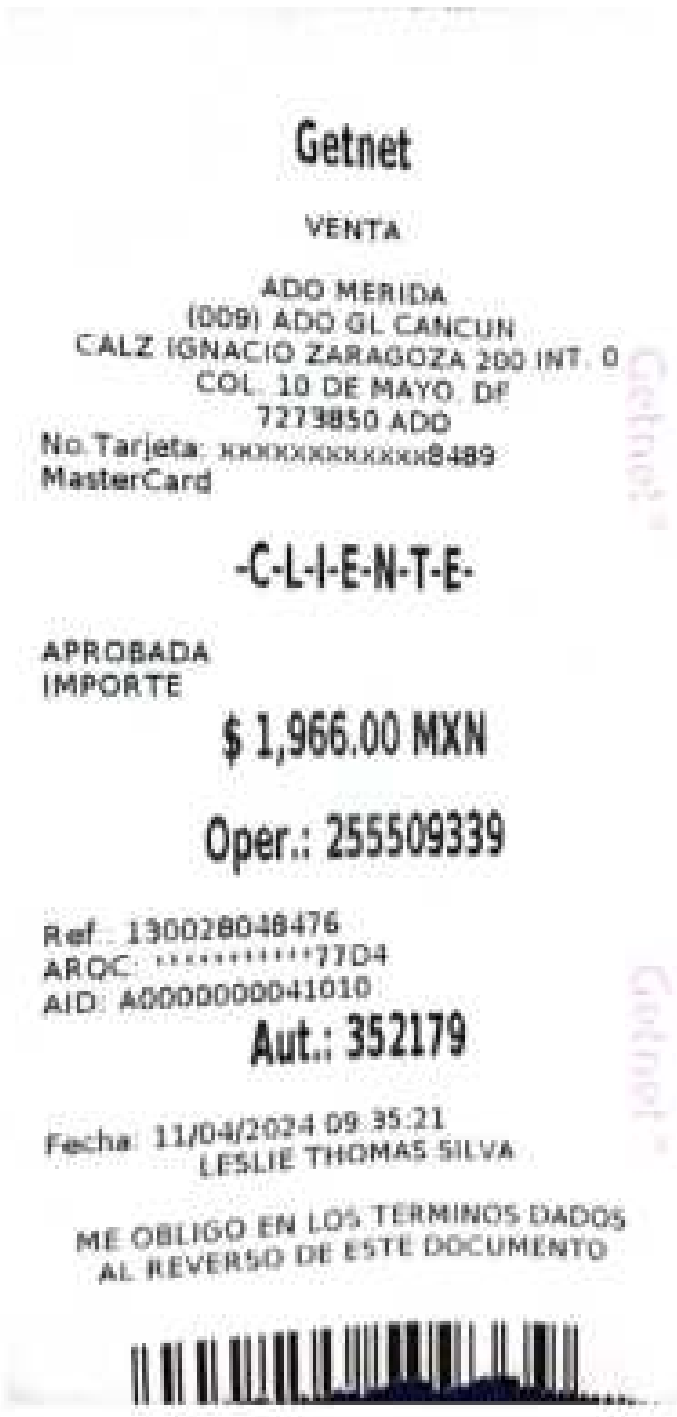 Getnet
VENTA
ADO MERIDA
(009) ADO GL CANCUN
CALZ IGNACIO ZARAGOZA 200 INT. 0
COL. 10 DE MAYO. DF
7273850 ADO
No.Tarjeta: xxxxxxxxxxxx8489
MasterCard
-C-L-I-E-N-T-E-
APROBADA
IMPORTE
$ 1,966.00 MXN
Oper.: 255509339
Ref.: 130028048476
ARQC: ************77D4
AID: A0000000041010
Aut.: 352179
Fecha: 11/04/2024 09:35:21
LESLIE THOMAS SILVA
ME OBLIGO EN LOS TERMINOS DADOS
AL REVERSO DE ESTE DOCUMENTO
Getnet
Getnet